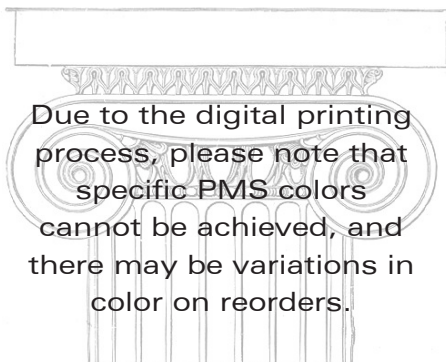 Due to the digital printing
process, please note that
specific PMS colors
cannot be achieved, and
there may be variations in
color on reorders.